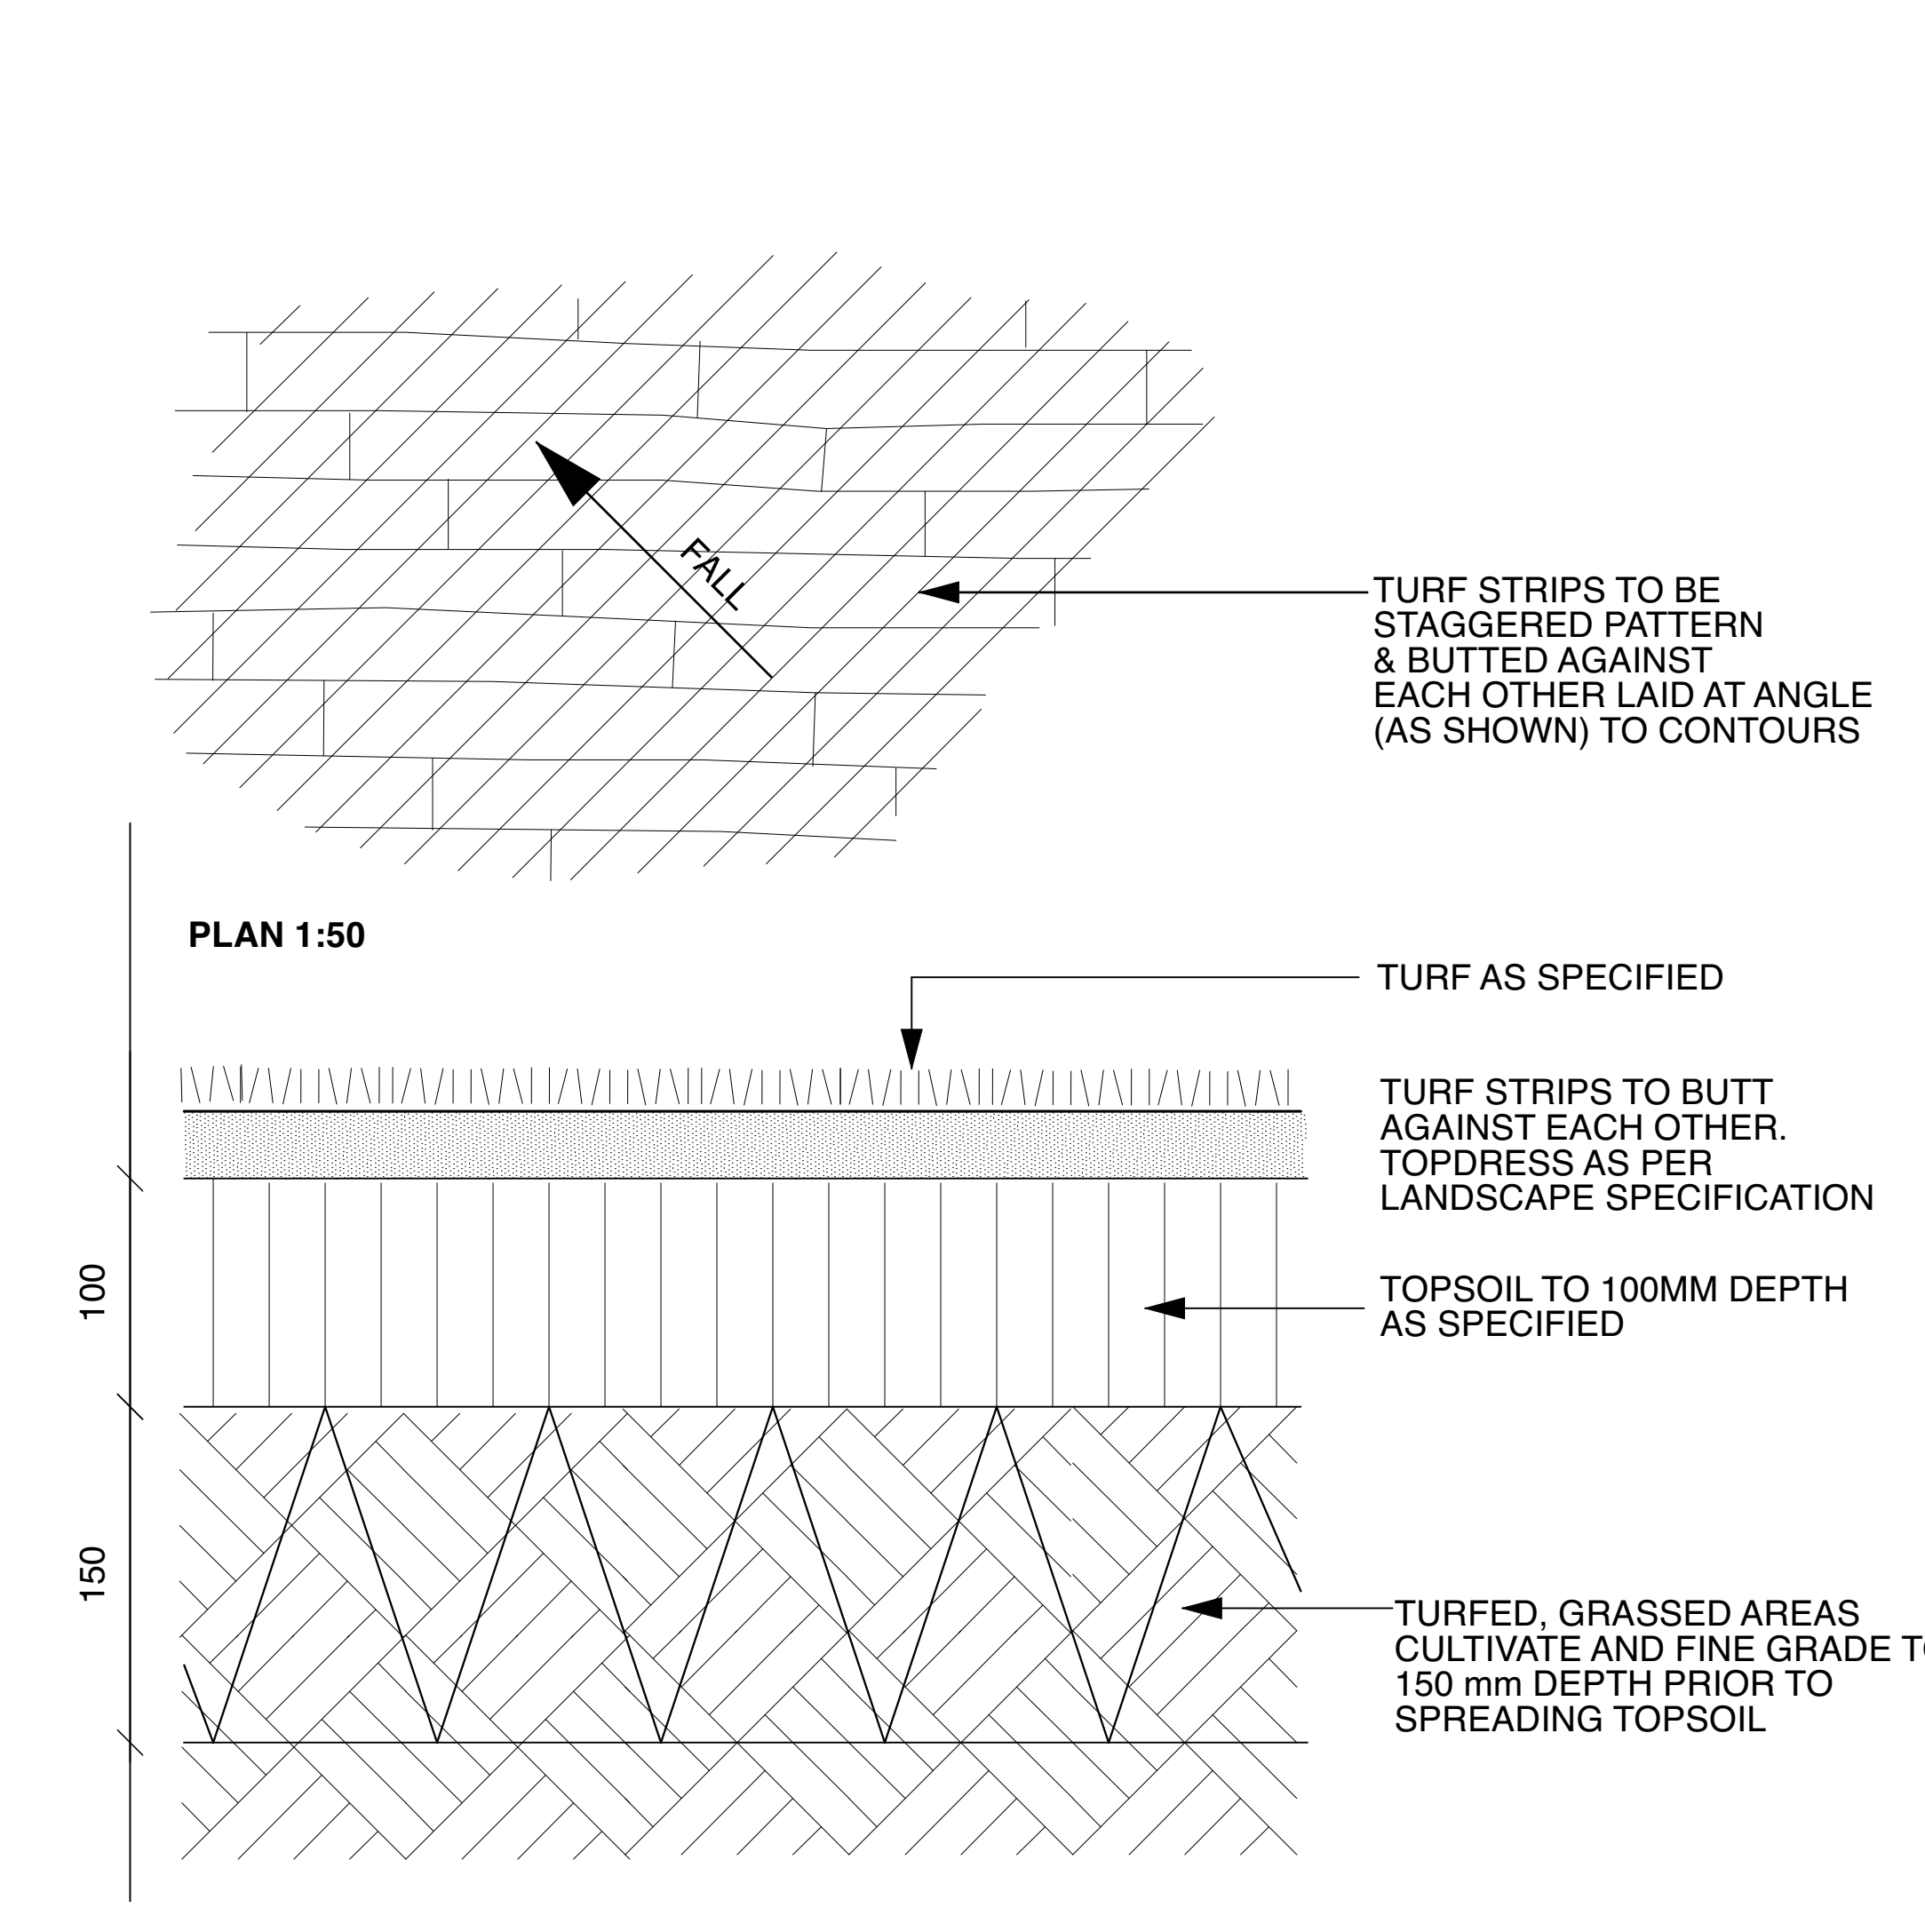 FALL
TURF STRIPS TO BE
STAGGERED PATTERN
& BUTTED AGAINST
EACH OTHER LAID AT ANGLE
(AS SHOWN) TO CONTOURS
PLAN 1:50
TURF AS SPECIFIED
TURF STRIPS TO BUTT
AGAINST EACH OTHER.
TOPDRESS AS PER
LANDSCAPE SPECIFICATION
100
TOPSOIL TO 100MM DEPTH
AS SPECIFIED
150
TURFED, GRASSED AREAS
CULTIVATE AND FINE GRADE TO
150 mm DEPTH PRIOR TO
SPREADING TOPSOIL